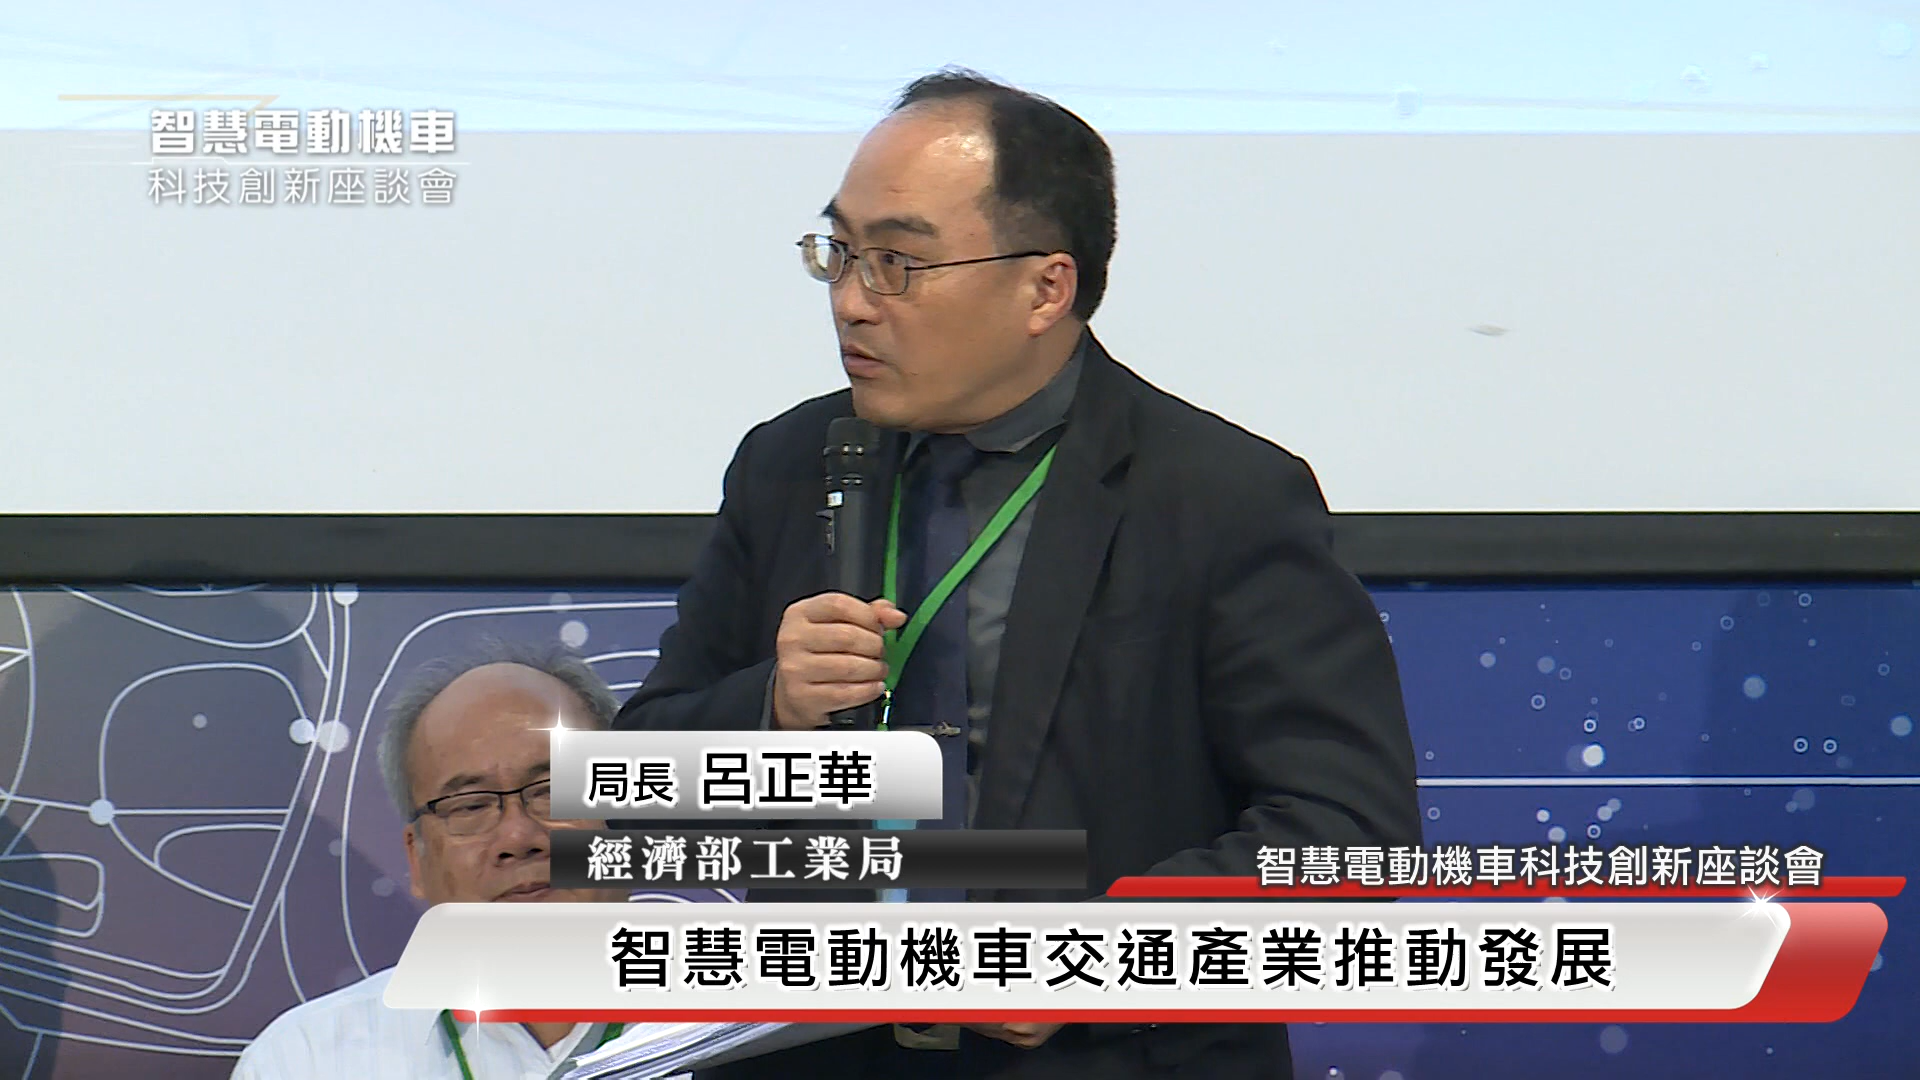 智慧電動機車
科技創新座談會
局長 呂正華
經濟部工業局
智慧電動機車科技創新座談會
智慧電動機車交通產業推動發展